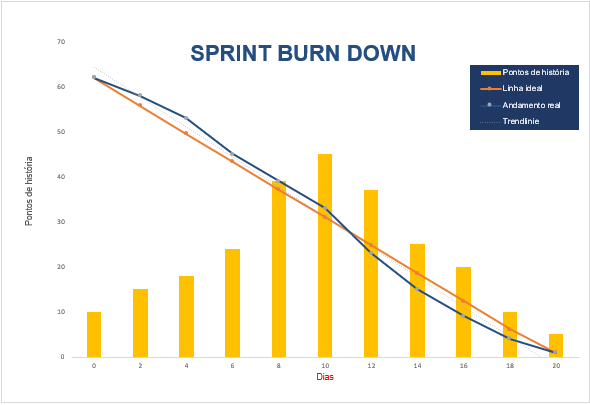 SPRINT BURN DOWN
Pontos de história
Linha ideal
Andamento real
Trendlinie
Pontos de história
70
60
50
40
30
20
10
0
0 2 4 6 8 10 12 14 16 18 20
Dias